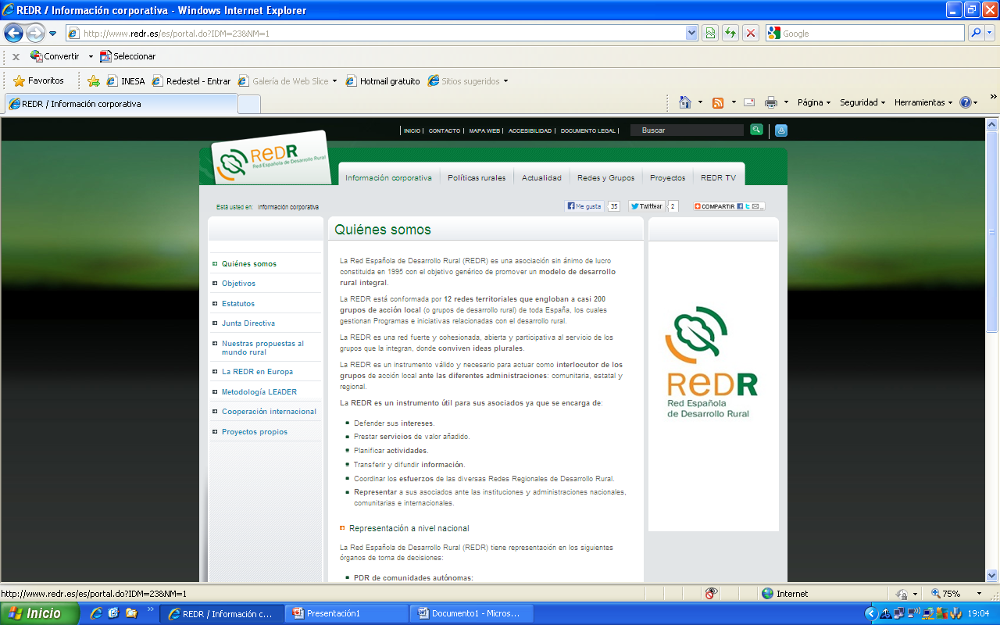 REDR / Información corporativa - Windows Internet Explorer
http://www.redr.es/es/portal.do?IDM=23&NM=1
Google
Convertir
Seleccionar
Favoritos
INESA
Redestel - Entrar
Galería de Web Slice
Hotmail gratuito
Sitios sugeridos
REDR / Información corporativa
Página
Seguridad
Herramientas
INICIO | CONTACTO | MAPA WEB | ACCESIBILIDAD | DOCUMENTO LEGAL |
Buscar
ReDR
Red Española de Desarrollo Rural
Información corporativa
Políticas rurales
Actualidad
Redes y Grupos
Proyectos
REDR TV
Está usted en: Información corporativa
Me gusta
35
Twittear
2
COMPARTIR
Quiénes somos
Objetivos
Estatutos
Junta Directiva
Nuestras propuestas al
mundo rural
La REDR en Europa
Metodología LEADER
Cooperación internacional
Proyectos propios
Quiénes somos
La Red Española de Desarrollo Rural (REDR) es una asociación sin ánimo de lucro
constituida en 1995 con el objetivo genérico de promover un modelo de desarrollo
rural integral.
La REDR está conformada por 12 redes territoriales que engloban a casi 200
grupos de acción local (o grupos de desarrollo rural) de toda España, los cuales
gestionan Programas e iniciativas relacionadas con el desarrollo rural.
La REDR es una red fuerte y cohesionada, abierta y participativa al servicio de los
grupos que la integran, donde conviven ideas plurales.
La REDR es un instrumento válido y necesario para actuar como interlocutor de los
grupos de acción local ante las diferentes administraciones: comunitaria, estatal y
regional.
La REDR es un instrumento útil para sus asociados ya que se encarga de:
Defender sus intereses.
Prestar servicios de valor añadido.
Planificar actividades.
Transferir y difundir información.
Coordinar los esfuerzos de las diversas Redes Regionales de Desarrollo Rural.
Representar a sus asociados ante las instituciones y administraciones nacionales,
comunitarias e internacionales.
Representación a nivel nacional
La Red Española de Desarrollo Rural (REDR) tiene representación en los siguientes
órganos de toma de decisiones:
PDR de comunidades autónomas:
ReDR
Red Española
de Desarrollo Rural
http://www.redr.es/es/portal.do?IDM=23&NM=1
Internet
75%
Inicio
REDR / Información c...
Presentación1
Documento1 - Micros...
19:04